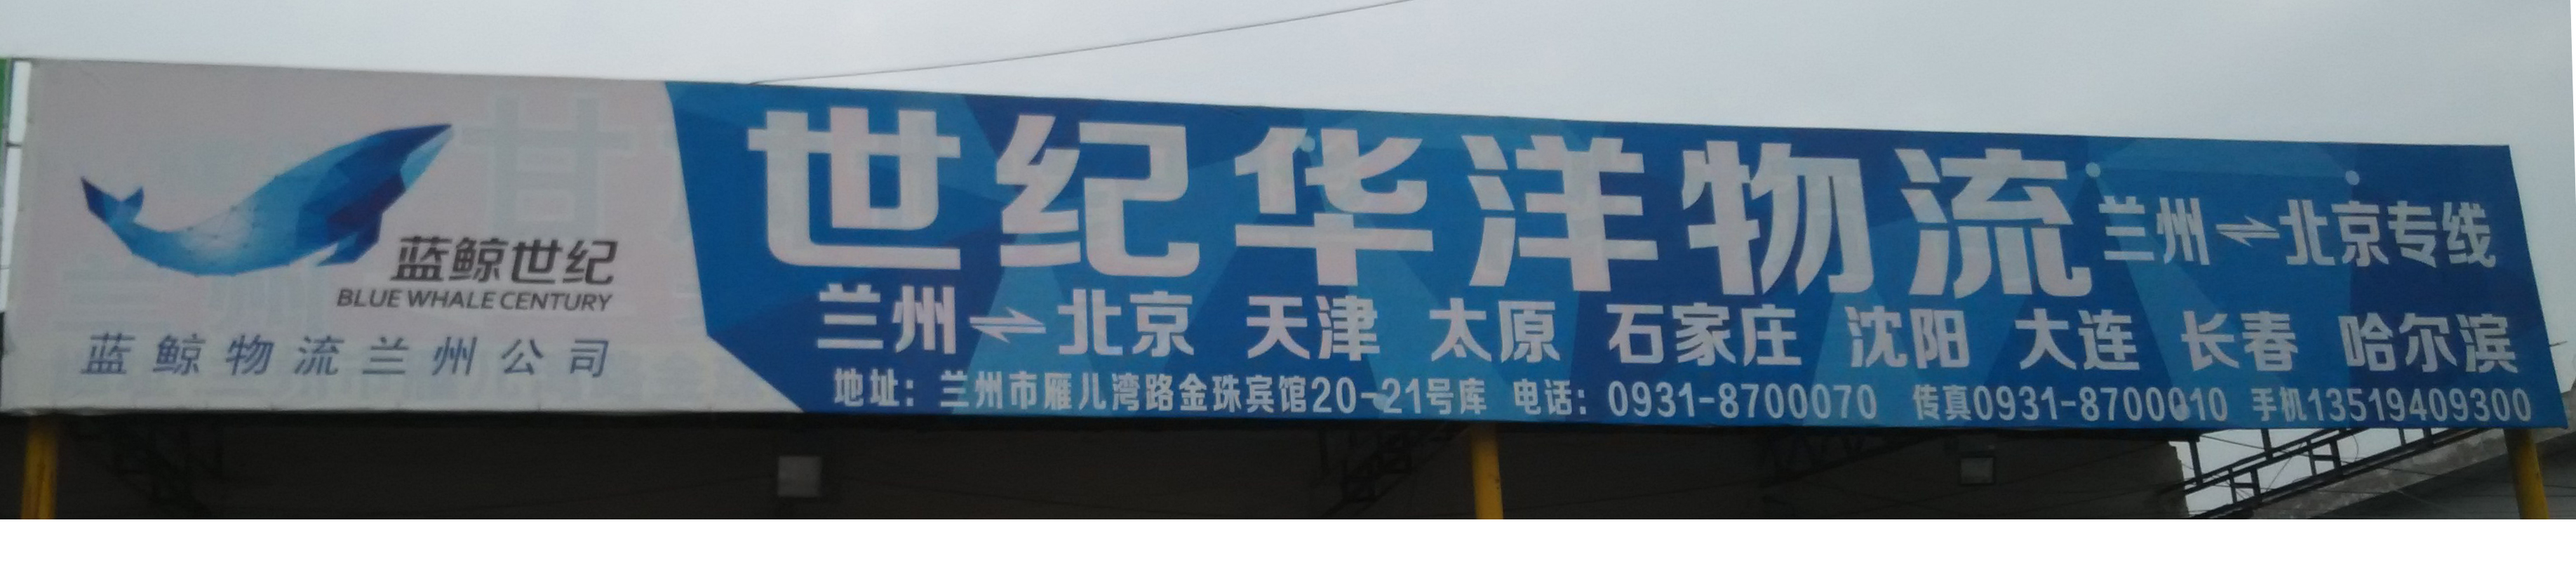 蓝鲸世纪
BLUE WHALE CENTURY
蓝鲸物流兰州公司
世纪华洋物流 兰州⇌北京专线
兰州⇌北京 天津 太原 石家庄 沈阳 大连 长春 哈尔滨
地址：兰州市雁儿湾路金珠宾馆20-21号库 电话：0931-8700070 传真0931-8700010 手机13519409300